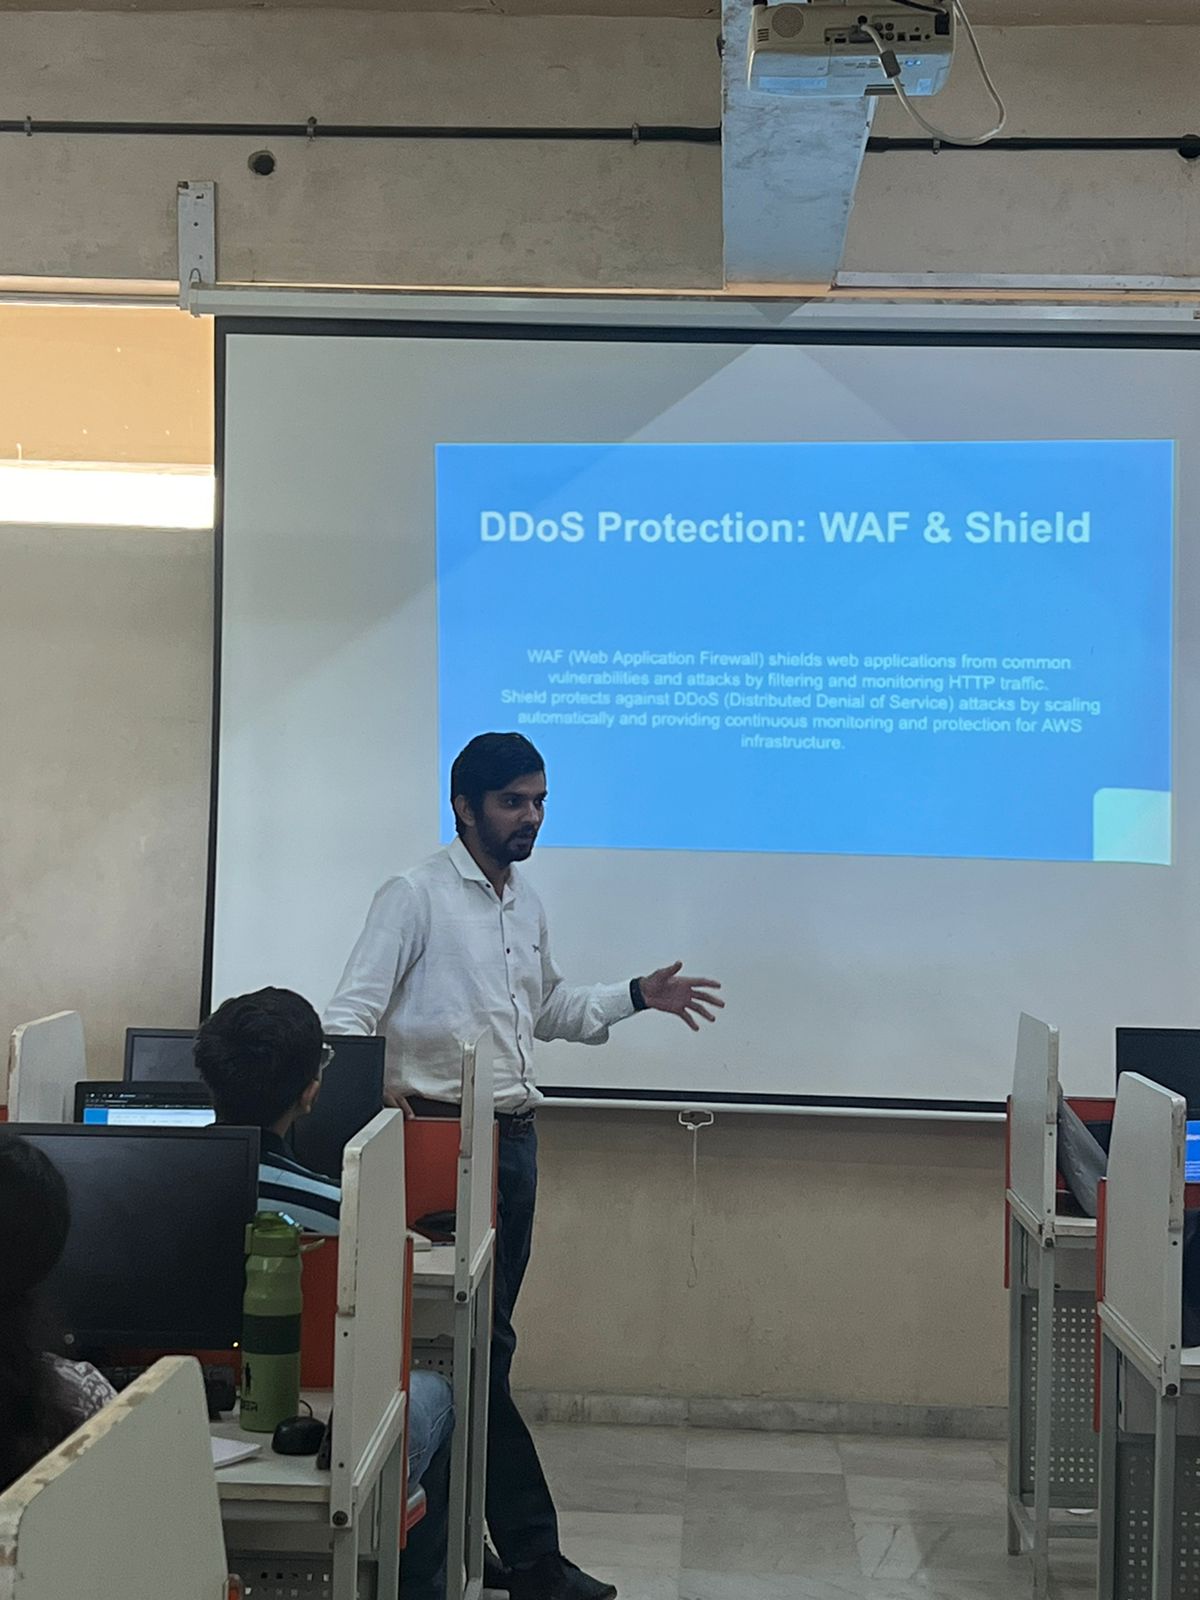 DDoS Protection: WAF & Shield
WAF (Web Application Firewall) shields web applications from common
vulnerabilities and attacks by filtering and monitoring HTTP traffic.
Shield protects against DDoS (Distributed Denial of Service) attacks by scaling
automatically and providing continuous monitoring and protection for AWS
infrastructure.